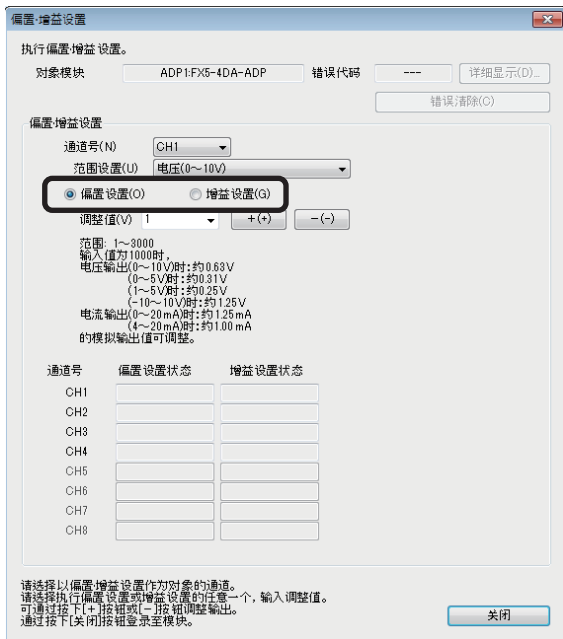 偏置·增益设置
执行偏置·增益 设置。
对象模块 ADP1:FX5-4DA-ADP 错误代码 --- 详细显示(D)...
错误清除(C)
偏置·增益设置
通道号(N) CH1
范围设置(U) 电压(0～10V)
偏置设置(O) 增益设置(G)
调整值(V) 1 +(+) -(-)
范围: 1～3000
输入值为1000时，
电压输出(0～10V)时:约0.63V
(0～5V)时:约0.31V
(1～5V)时:约0.25V
(-10～10V)时:约1.25V
电流输出(0～20mA)时:约1.25mA
(4～20mA)时:约1.00mA
的模拟输出值可调整。
通道号 偏置设置状态 增益设置状态
CH1
CH2
CH3
CH4
CH5
CH6
CH7
CH8
请选择以偏置·增益设置作为对象的通道。
请选择执行偏置设置或增益设置的任意一个，输入调整值。
可通过按下[+]按钮或[-]按钮调整输出。
通过按下[关闭]按钮登录至模块。
关闭